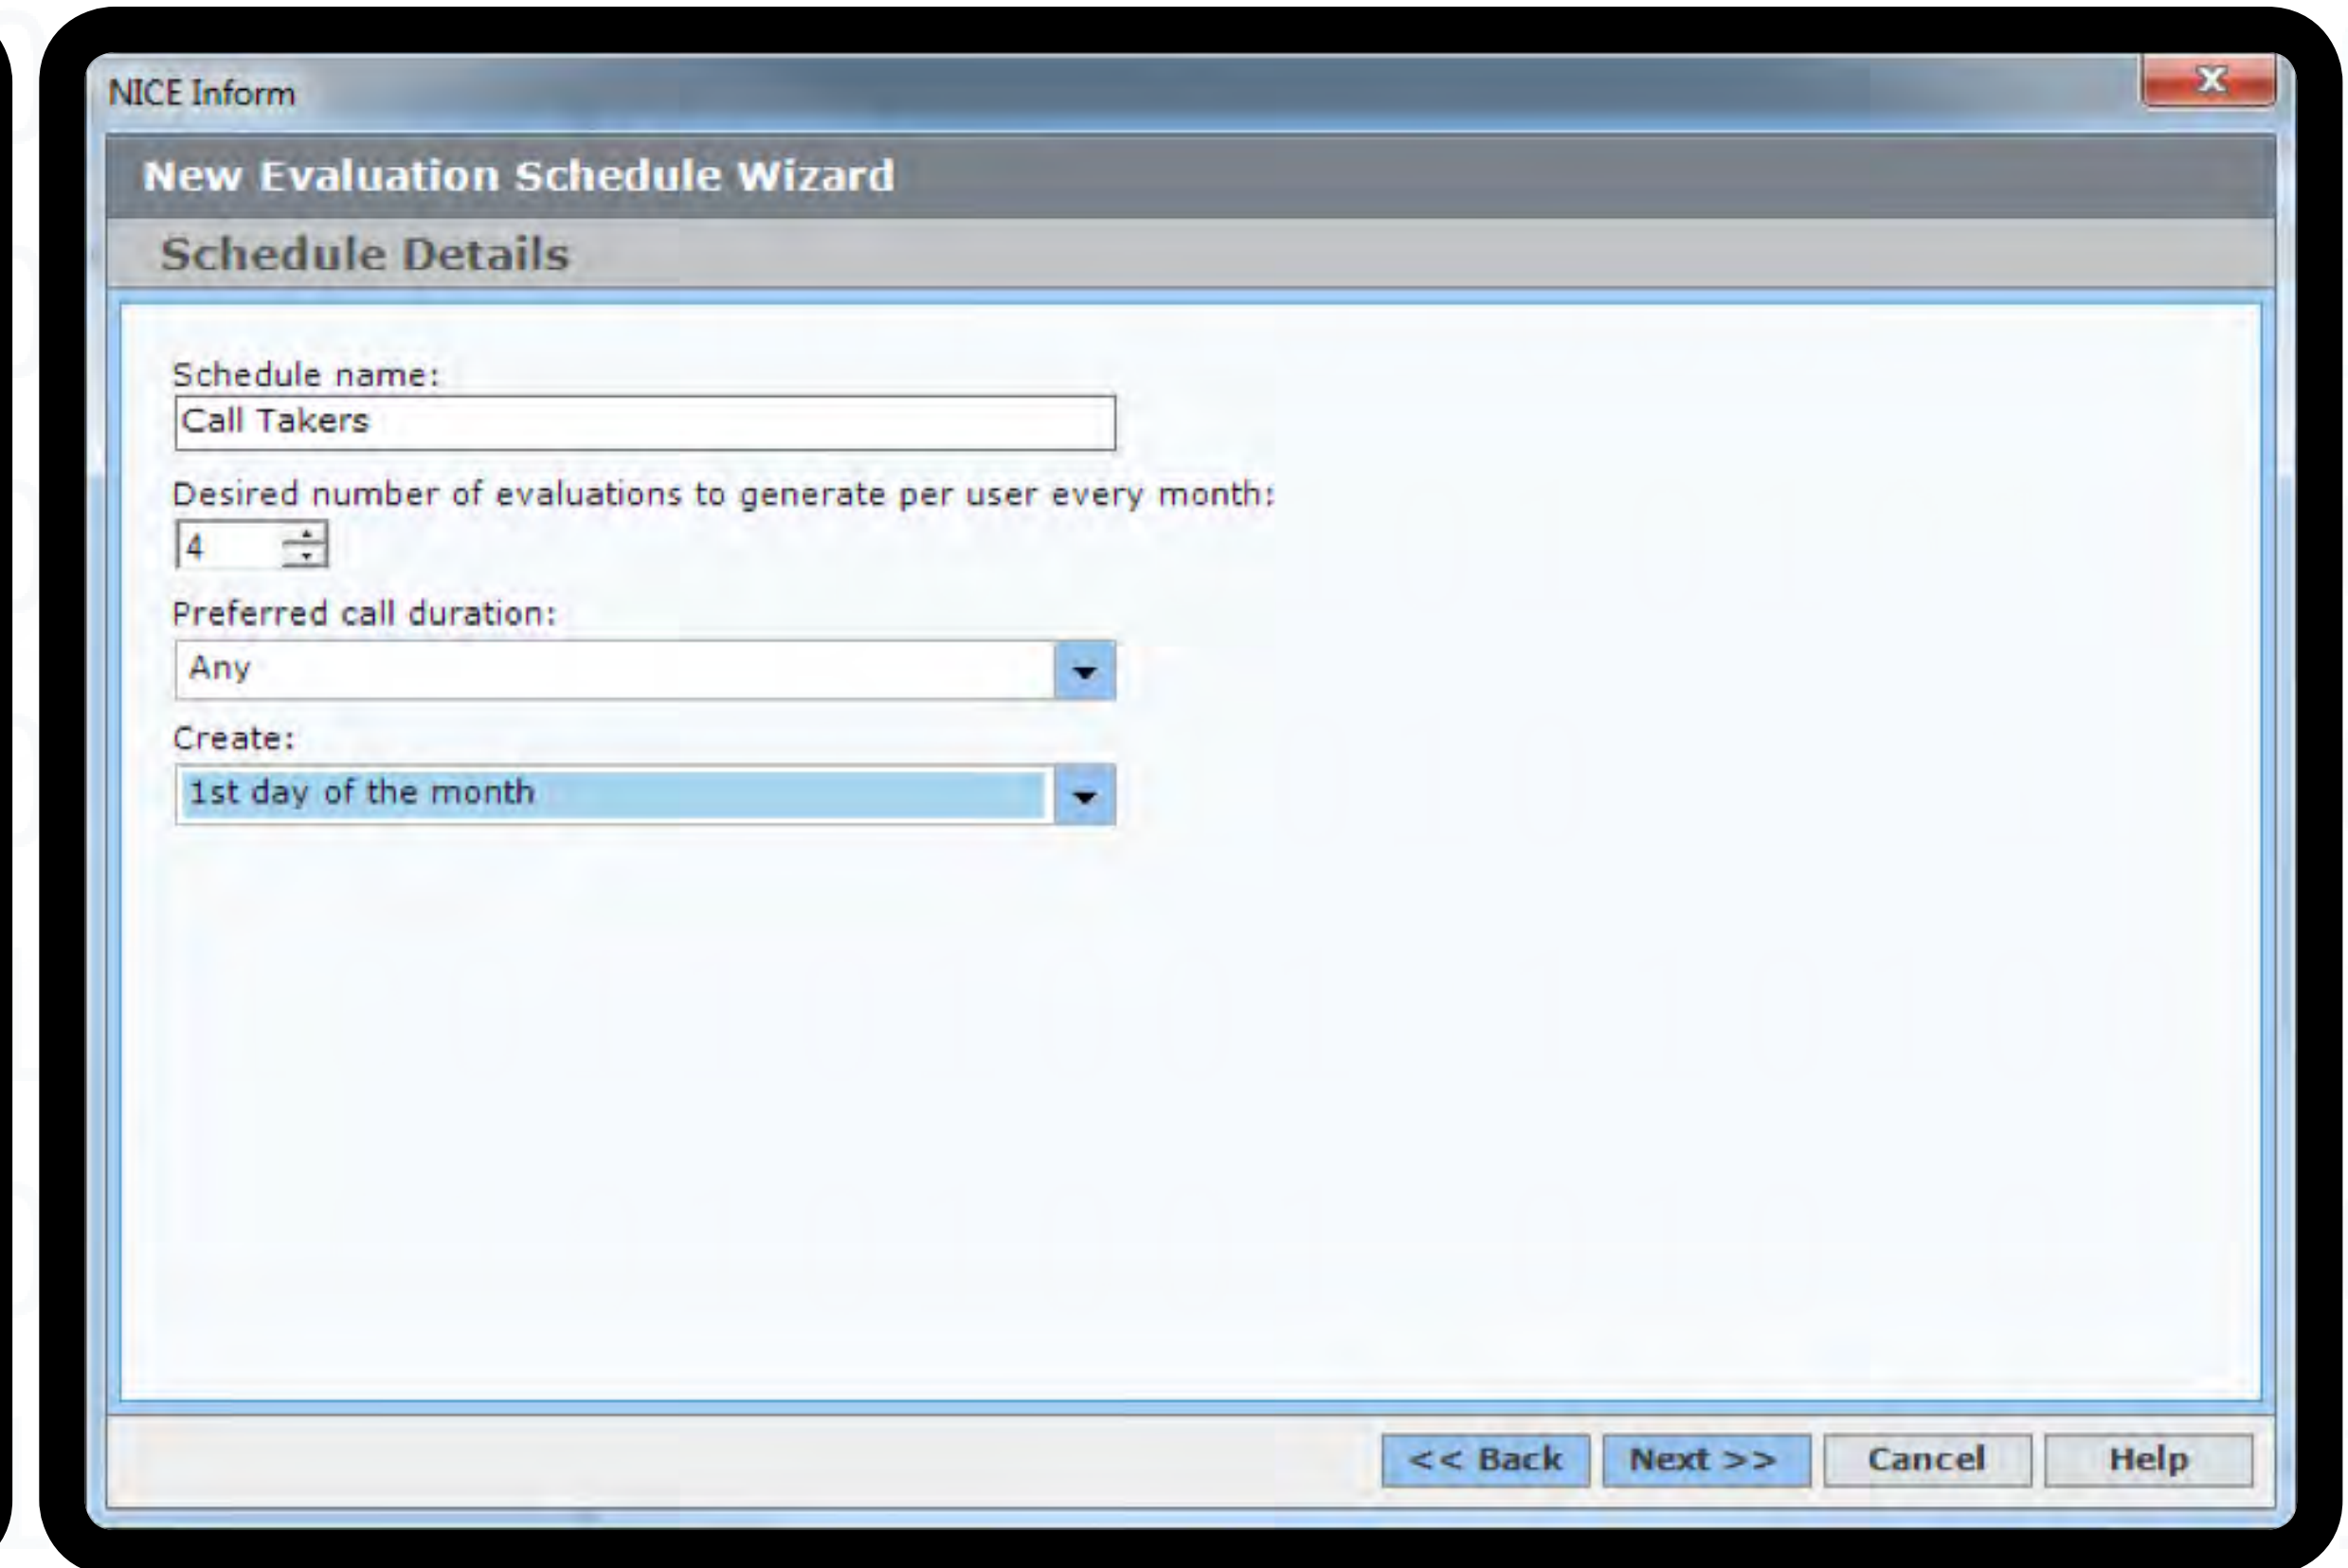 NICE Inform
X
New Evaluation Schedule Wizard
Schedule Details
Schedule name:
Call Takers
Desired number of evaluations to generate per user every month:
4
Preferred call duration:
Any
Create:
1st day of the month
<< Back Next >> Cancel Help